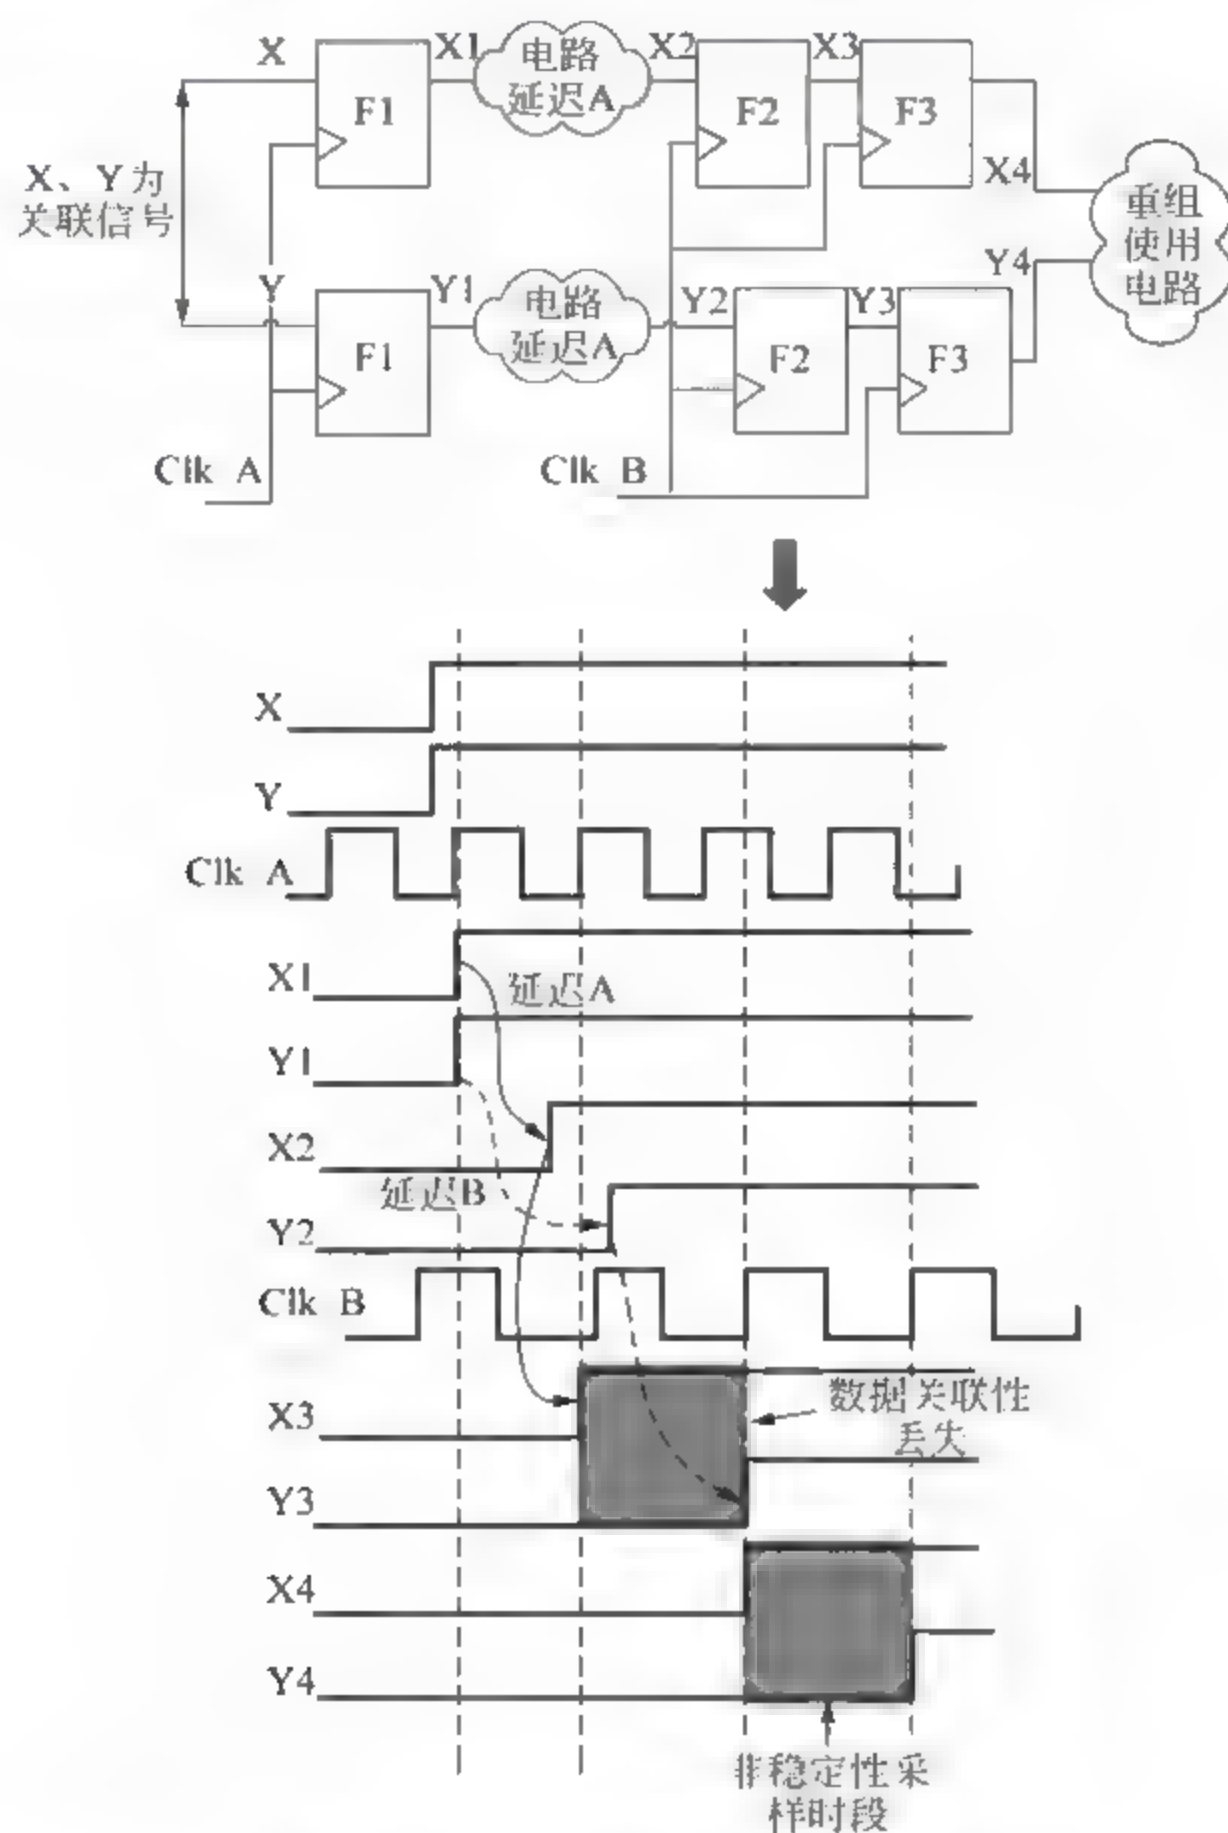 X
X1
电路
延迟A
X2
X3
F1
F2
F3
X、Y为
关联信号
X4
重组
使用
电路
Y
Y1
电路
延迟A
Y2
Y3
Y4
F1
F2
F3
Clk A
Clk B
X
Y
Clk A
X1
延迟A
Y1
X2
延迟B
Y2
Clk B
X3
数据关联性
丢失
Y3
X4
Y4
非稳定性采
样时段